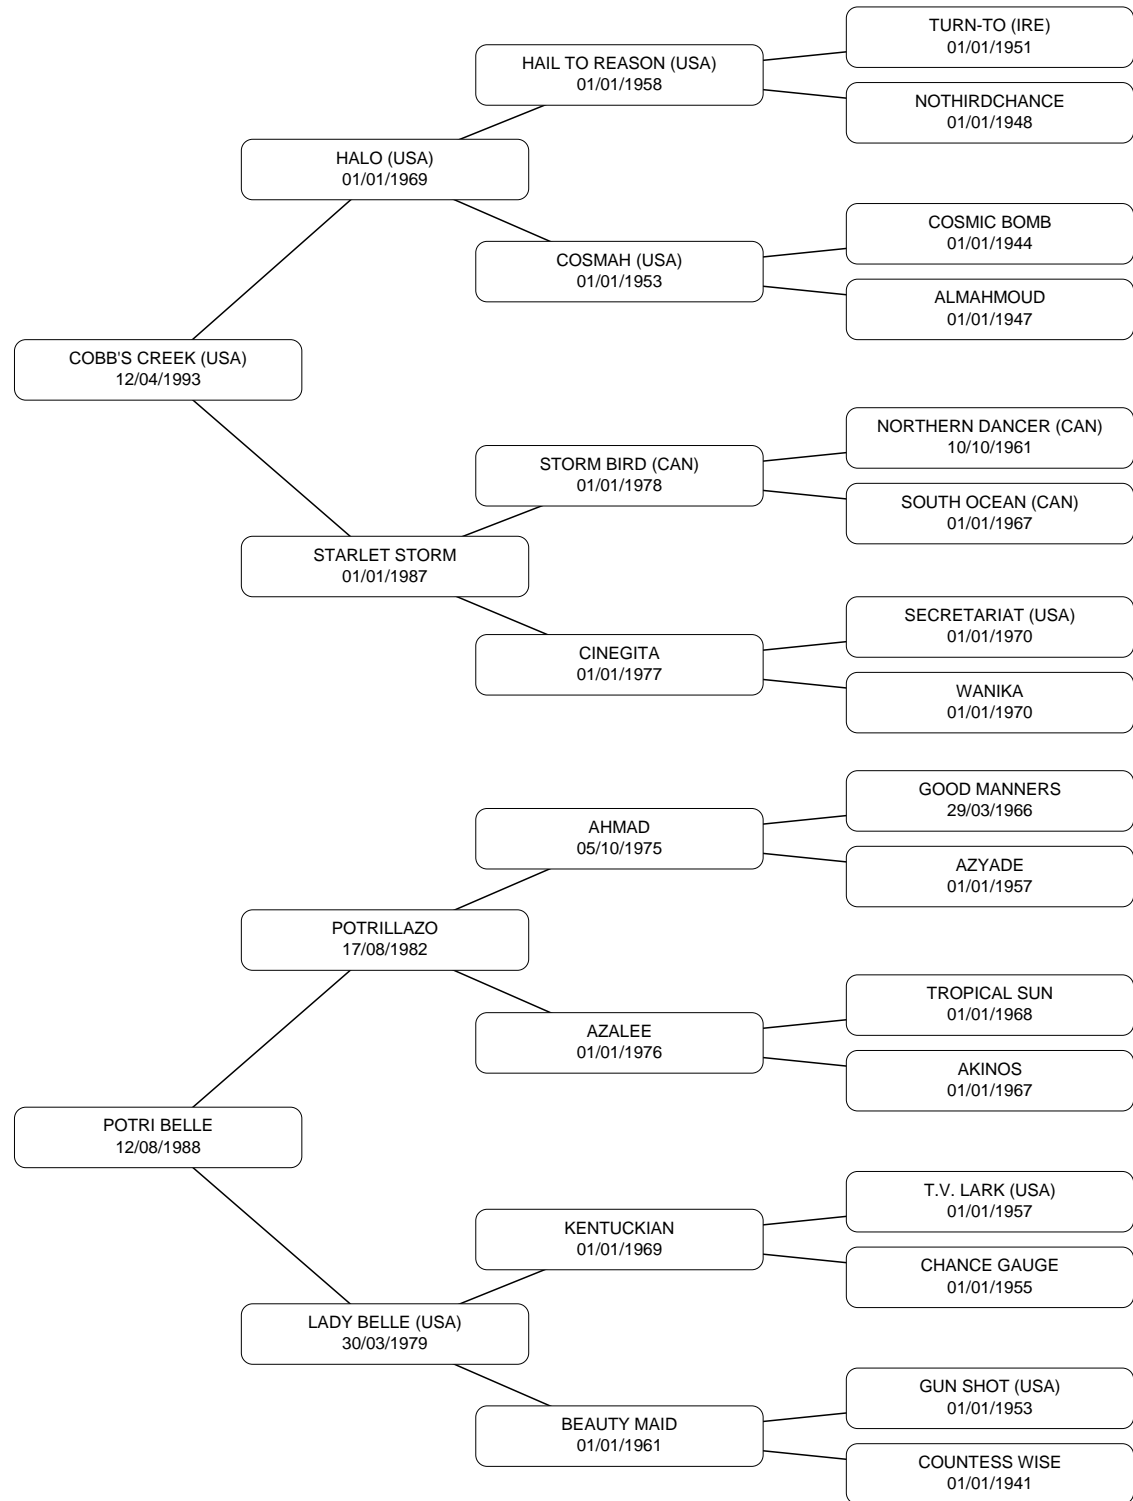 TURN-TO (IRE)
01/01/1951
HAIL TO REASON (USA)
01/01/1958
NOTHIRDCHANCE
01/01/1948
HALO (USA)
01/01/1969
COSMIC BOMB
01/01/1944
COSMAH (USA)
01/01/1953
ALMAHMOUD
01/01/1947
COBB'S CREEK (USA)
12/04/1993
NORTHERN DANCER (CAN)
10/10/1961
STORM BIRD (CAN)
01/01/1978
SOUTH OCEAN (CAN)
01/01/1967
STARLET STORM
01/01/1987
SECRETARIAT (USA)
01/01/1970
CINEGITA
01/01/1977
WANIKA
01/01/1970
GOOD MANNERS
29/03/1966
AHMAD
05/10/1975
AZYADE
01/01/1957
POTRILLAZO
17/08/1982
TROPICAL SUN
01/01/1968
AZALEE
01/01/1976
AKINOS
01/01/1967
POTRI BELLE
12/08/1988
T.V. LARK (USA)
01/01/1957
KENTUCKIAN
01/01/1969
CHANCE GAUGE
01/01/1955
LADY BELLE (USA)
30/03/1979
GUN SHOT (USA)
01/01/1953
BEAUTY MAID
01/01/1961
COUNTESS WISE
01/01/1941